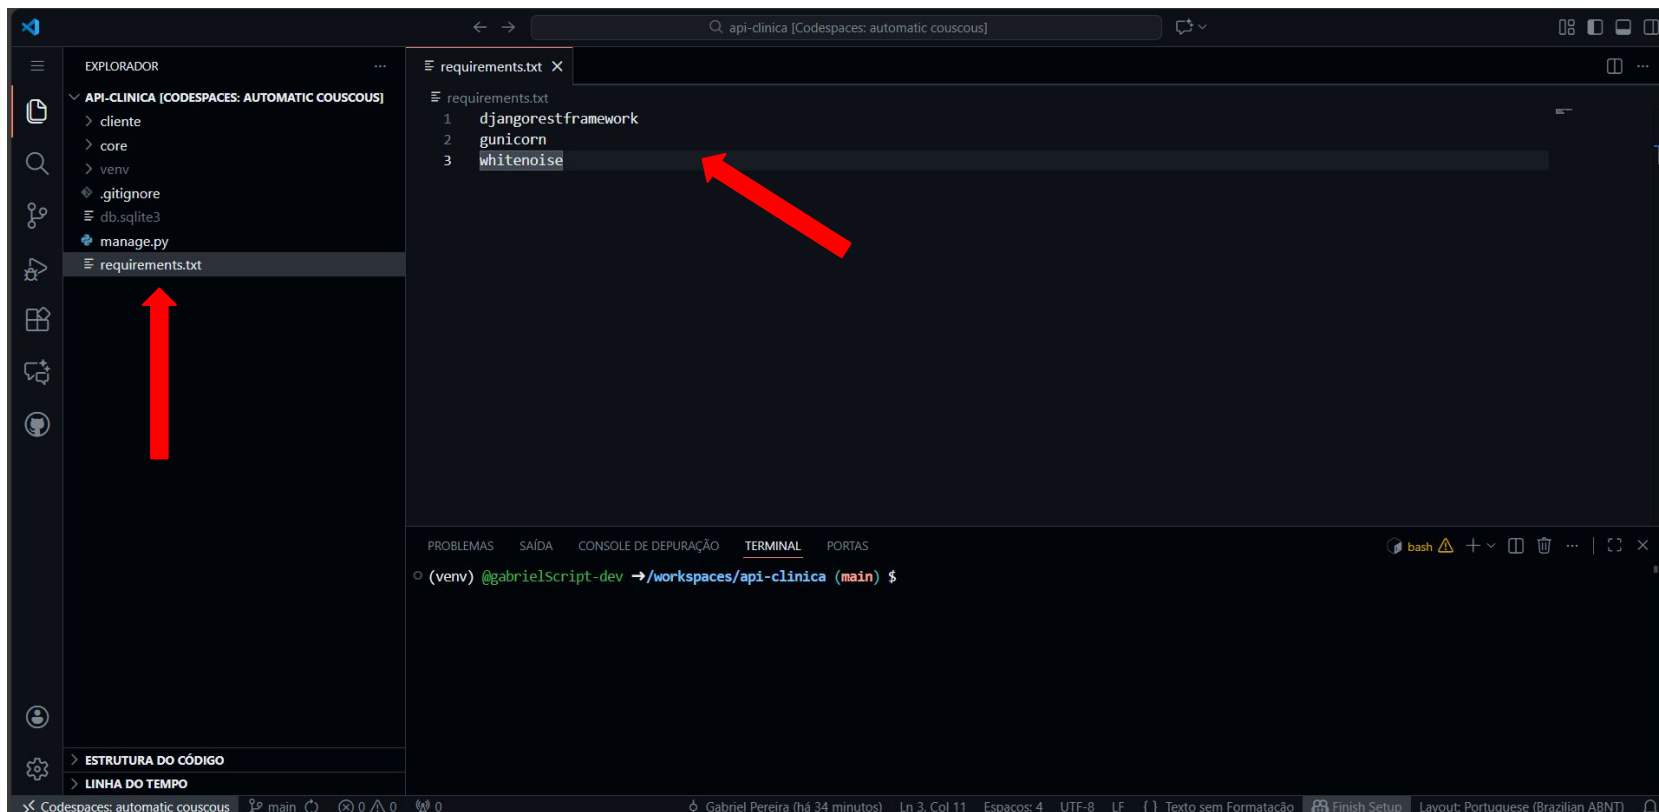 api-clinica [Codespaces: automatic couscous]
EXPLORADOR
API-CLINICA [CODESPACES: AUTOMATIC COUSCOUS]
cliente
core
venv
.gitignore
db.sqlite3
manage.py
requirements.txt
ESTRUTURA DO CÓDIGO
LINHA DO TEMPO
requirements.txt
requirements.txt
1 djangorestframework
2 gunicorn
3 whitenoise
PROBLEMAS SAÍDA CONSOLE DE DEPURAÇÃO TERMINAL PORTAS
bash
(venv) @gabrielScript-dev ➜/workspaces/api-clinica (main) $
Codespaces: automatic couscous main 0 0 0 Gabriel Pereira (há 34 minutos) Ln 3, Col 11 Espaços: 4 UTF-8 LF { } Texto sem Formatação Finish Setup Layout: Portuguese (Brazilian ABNT)